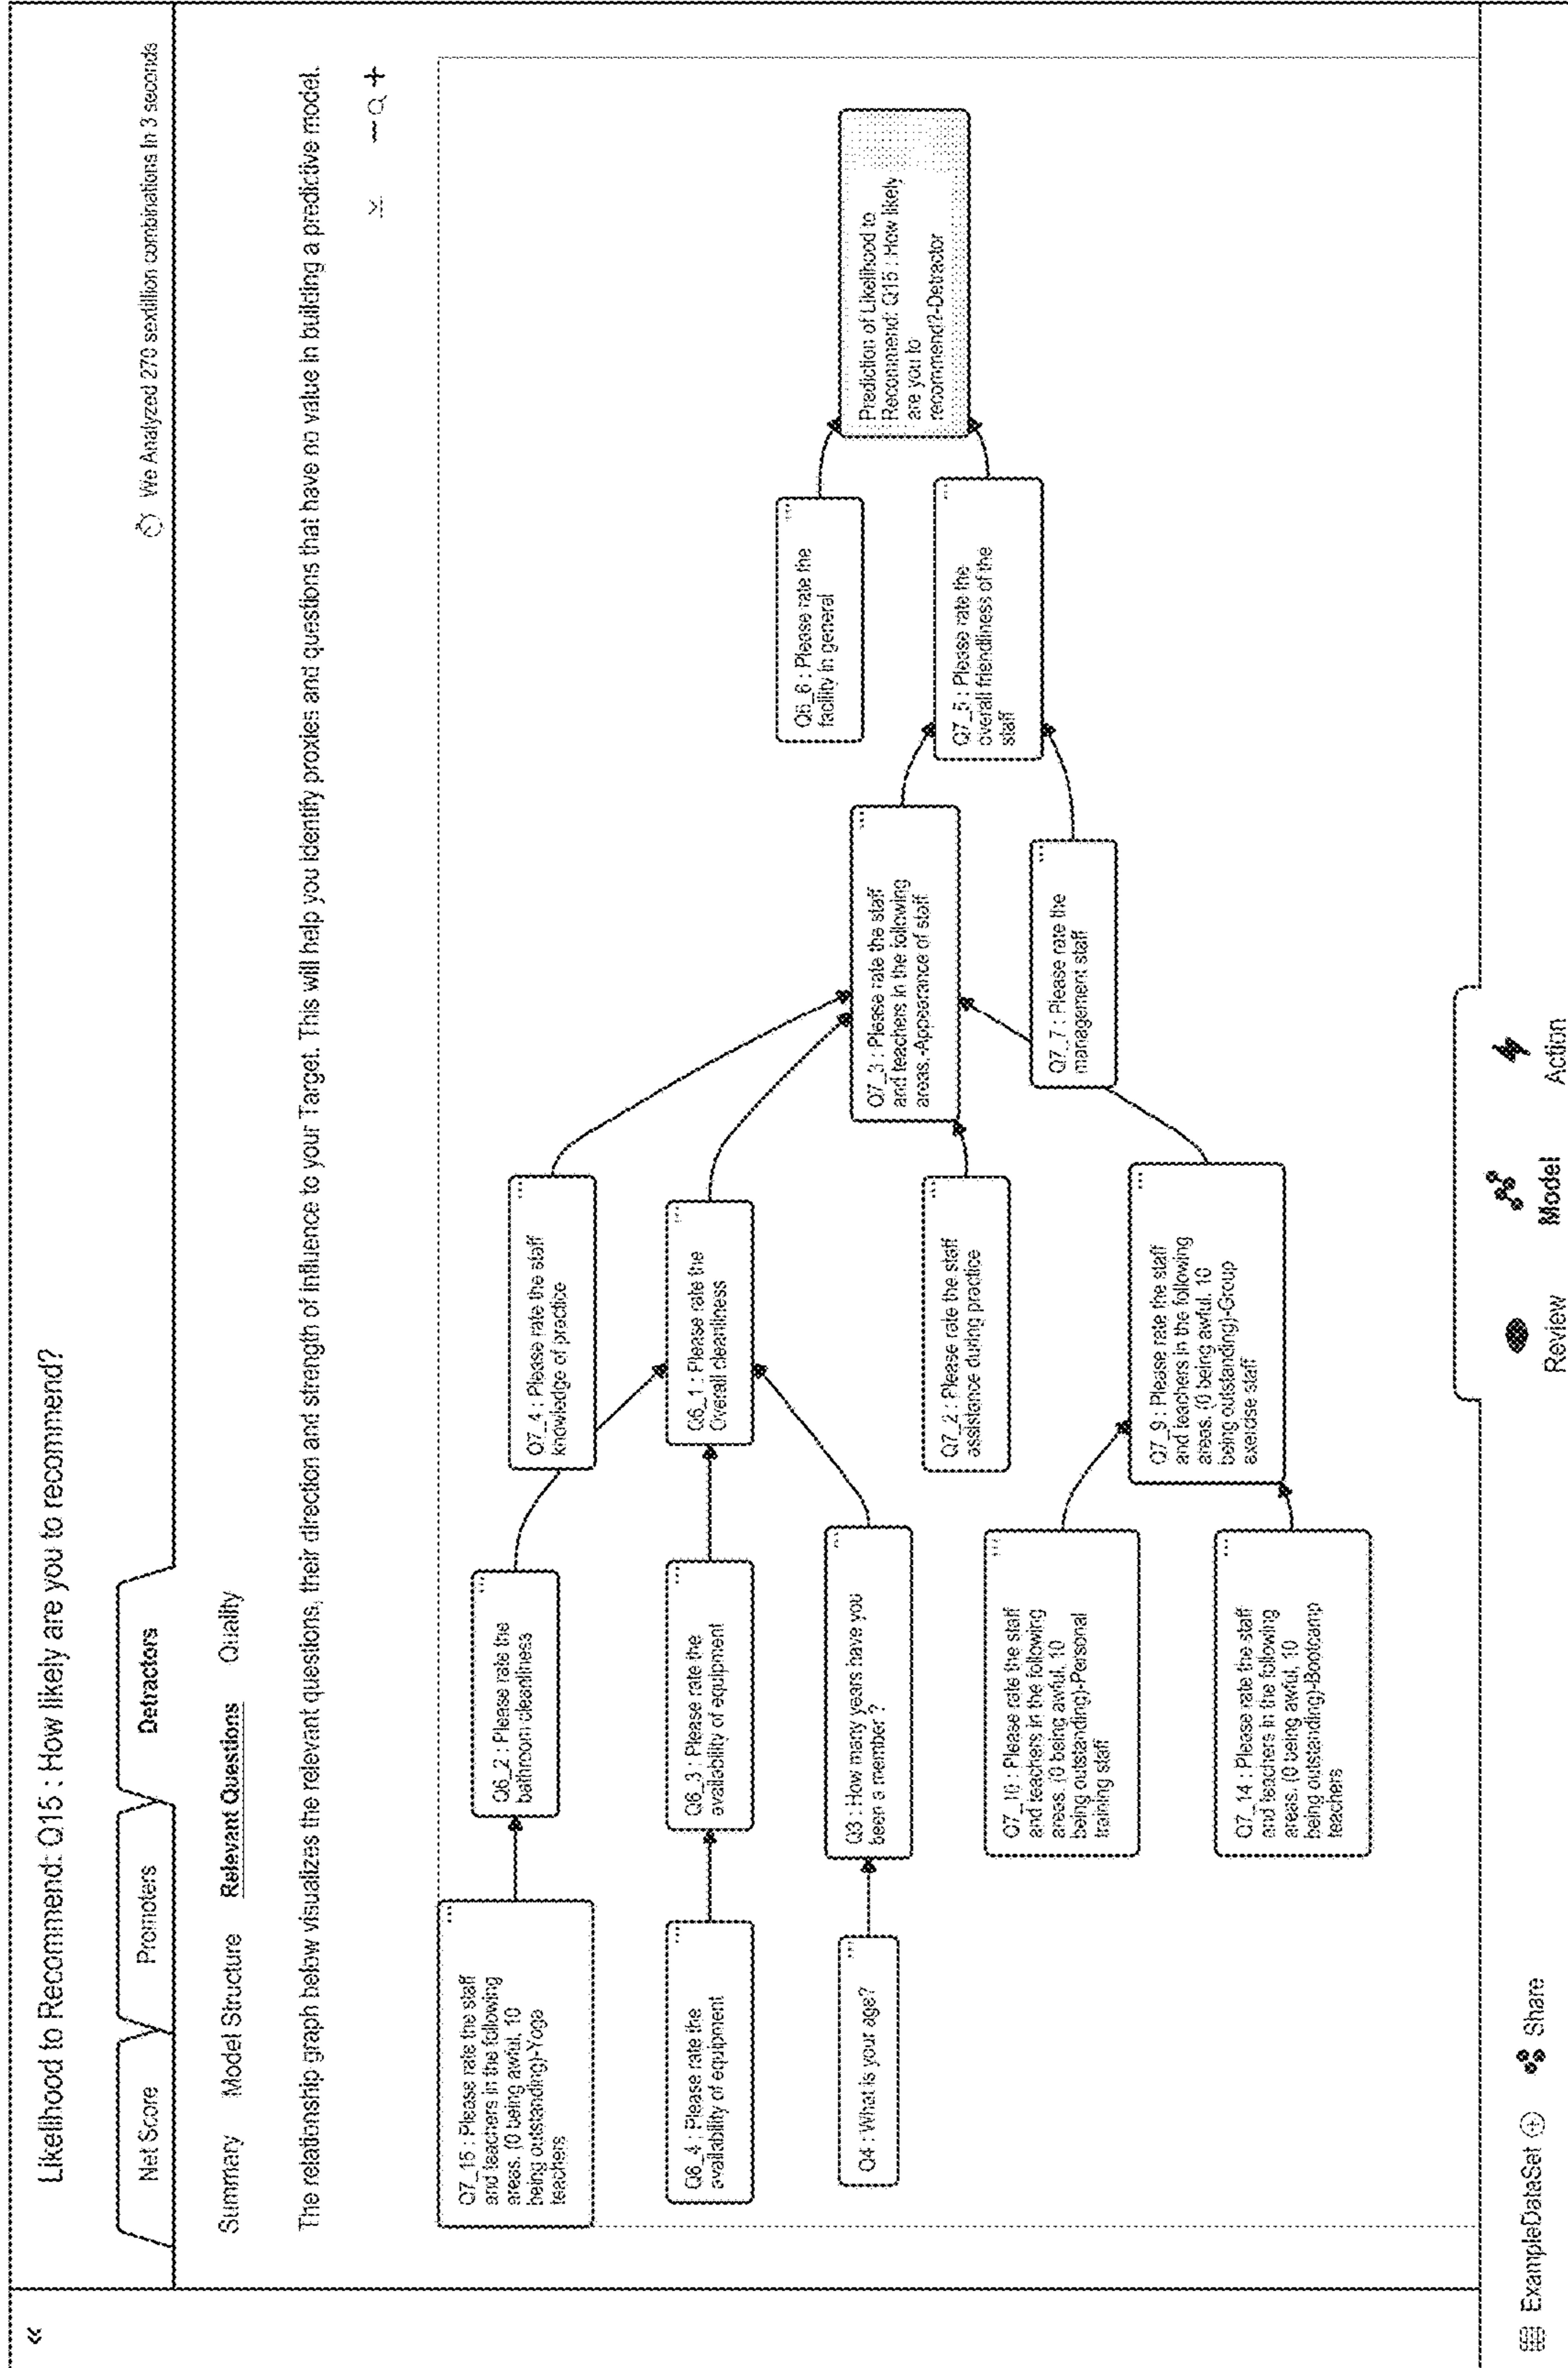 «
Likelihood to Recommend: Q15 : How likely are you to recommend?
Net Score
Promoters
Detractors
We Analyzed 270 sextillion combinations in 3 seconds
Summary
Model Structure
Relevant Questions
Quality
The relationship graph below visualizes the relevant questions, their direction and strength of influence to your Target. This will help you identify proxies and questions that have no value in building a predictive model.
Q7_15 : Please rate the staff
and teachers in the following
areas. (0 being awful, 10
being outstanding)-Yoga
teachers
Q6_2 : Please rate the
bathroom cleanliness
Q7_4 : Please rate the staff
knowledge of practice
Q6_4 : Please rate the
availability of equipment
Q6_3 : Please rate the
availability of equipment
Q6_1 : Please rate the
Overall cleanliness
Q4 : What is your age?
Q3 : How many years have you
been a member ?
Q7_2 : Please rate the staff
assistance during practice
Q7_10 : Please rate the staff
and teachers in the following
areas. (0 being awful, 10
being outstanding)-Personal
training staff
Q7_14 : Please rate the staff
and teachers in the following
areas. (0 being awful, 10
being outstanding)-Bootcamp
teachers
Q7_9 : Please rate the staff
and teachers in the following
areas. (0 being awful, 10
being outstanding)-Group
exercise staff
Q7_3 : Please rate the staff
and teachers in the following
areas.-Appearance of staff
Q7_7 : Please rate the
management staff
Q6_6 : Please rate the
facility in general
Q7_5 : Please rate the
overall friendliness of the
staff
Prediction of Likelihood to
Recommend: Q15 : How likely
are you to
recommend?-Detractor
ExampleDataSet
Share
Review
Model
Action